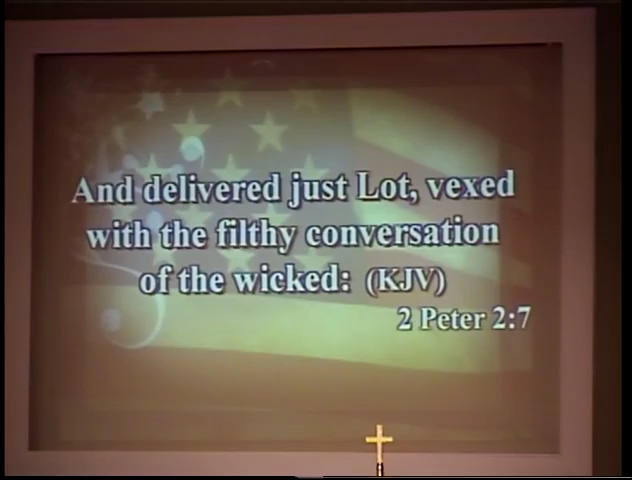 And delivered just Lot, vexed
with the filthy conversation
of the wicked: (KJV)
2 Peter 2:7